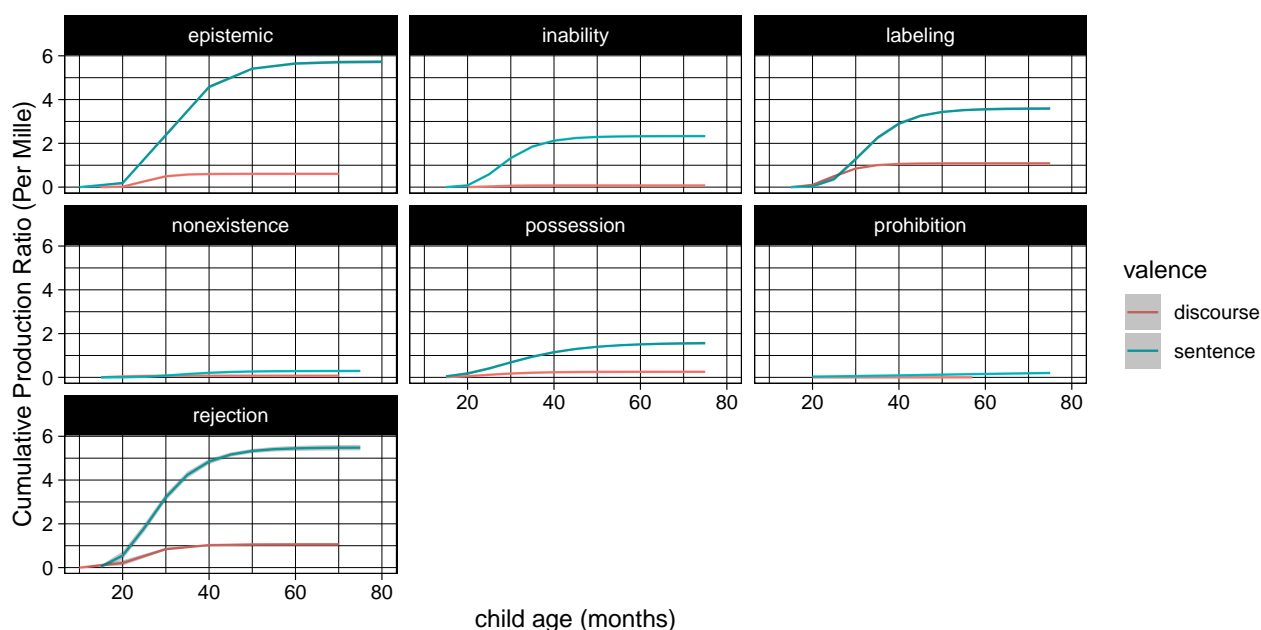 epistemic
inability
labeling
6
4
2
0
nonexistence
possession
prohibition
6
4
2
0
20
40
60
80
20
40
60
80
rejection
6
4
2
0
20
40
60
80
child age (months)
Cumulative Production Ratio (Per Mille)
valence
discourse
sentence